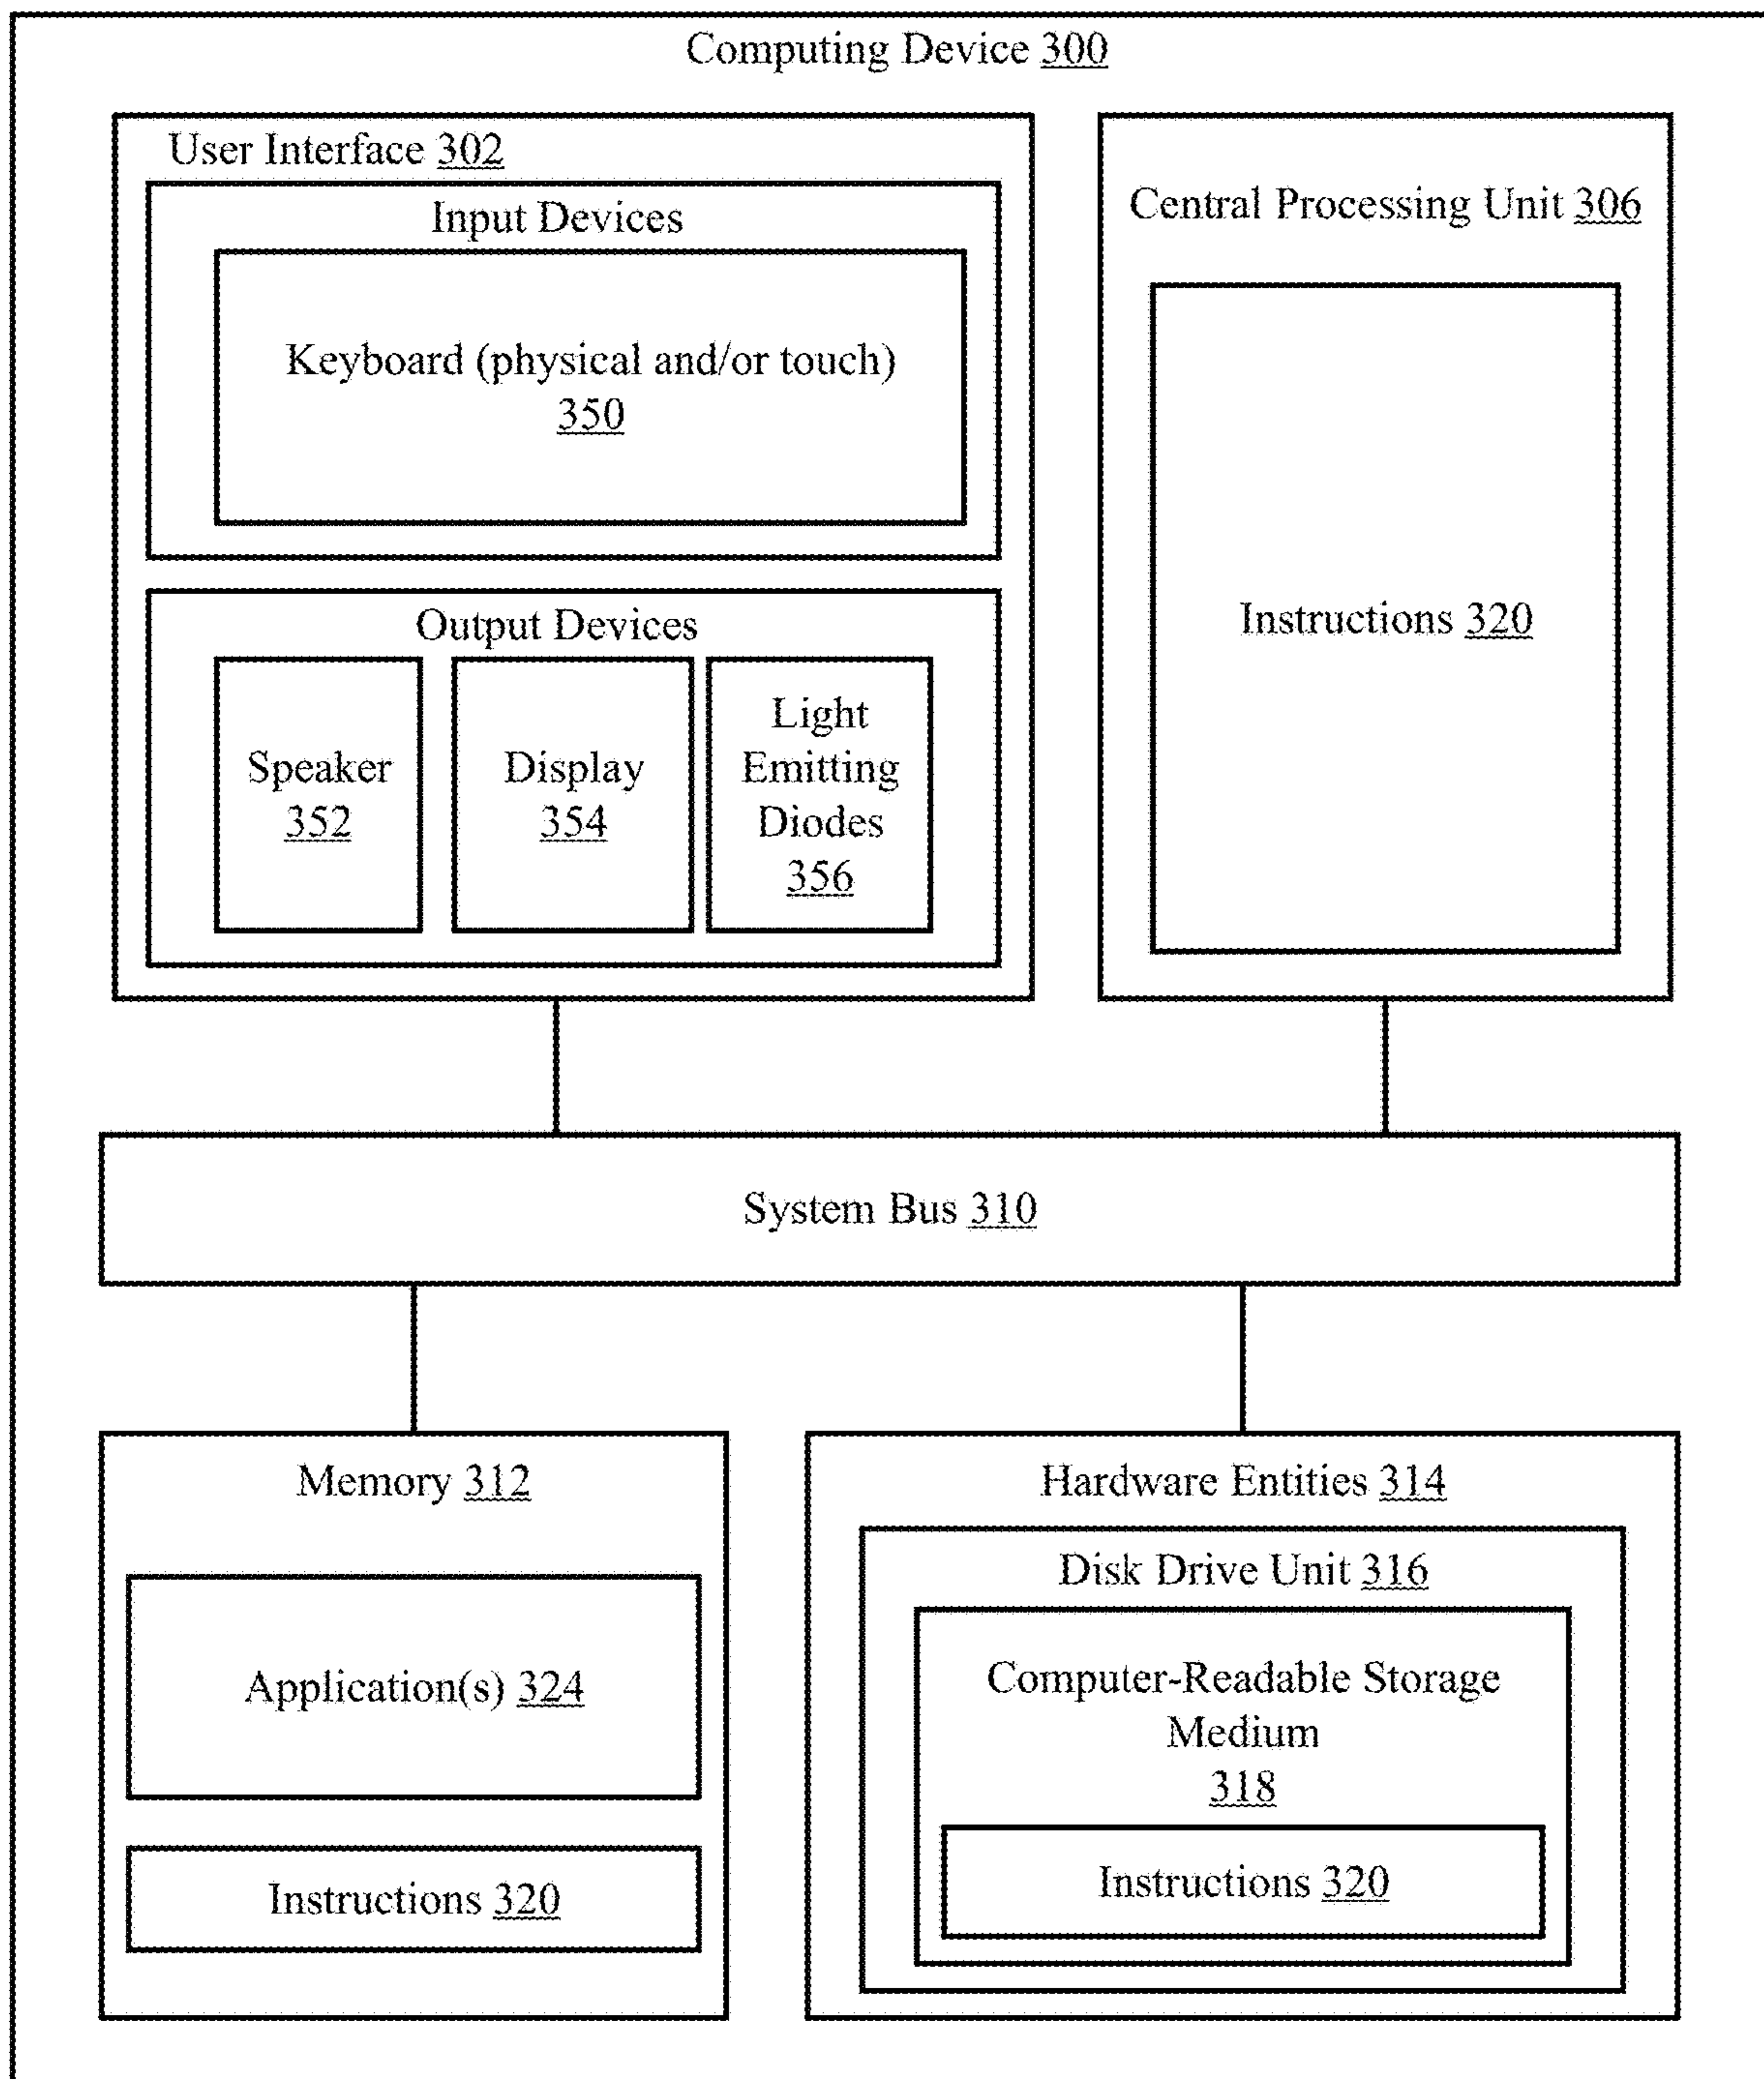 Computing Device 300
User Interface 302
Input Devices
Keyboard (physical and/or touch)
350
Output Devices
Speaker
352
Display
354
Light
Emitting
Diodes
356
Central Processing Unit 306
Instructions 320
System Bus 310
Memory 312
Application(s) 324
Instructions 320
Hardware Entities 314
Disk Drive Unit 316
Computer-Readable Storage
Medium
318
Instructions 320